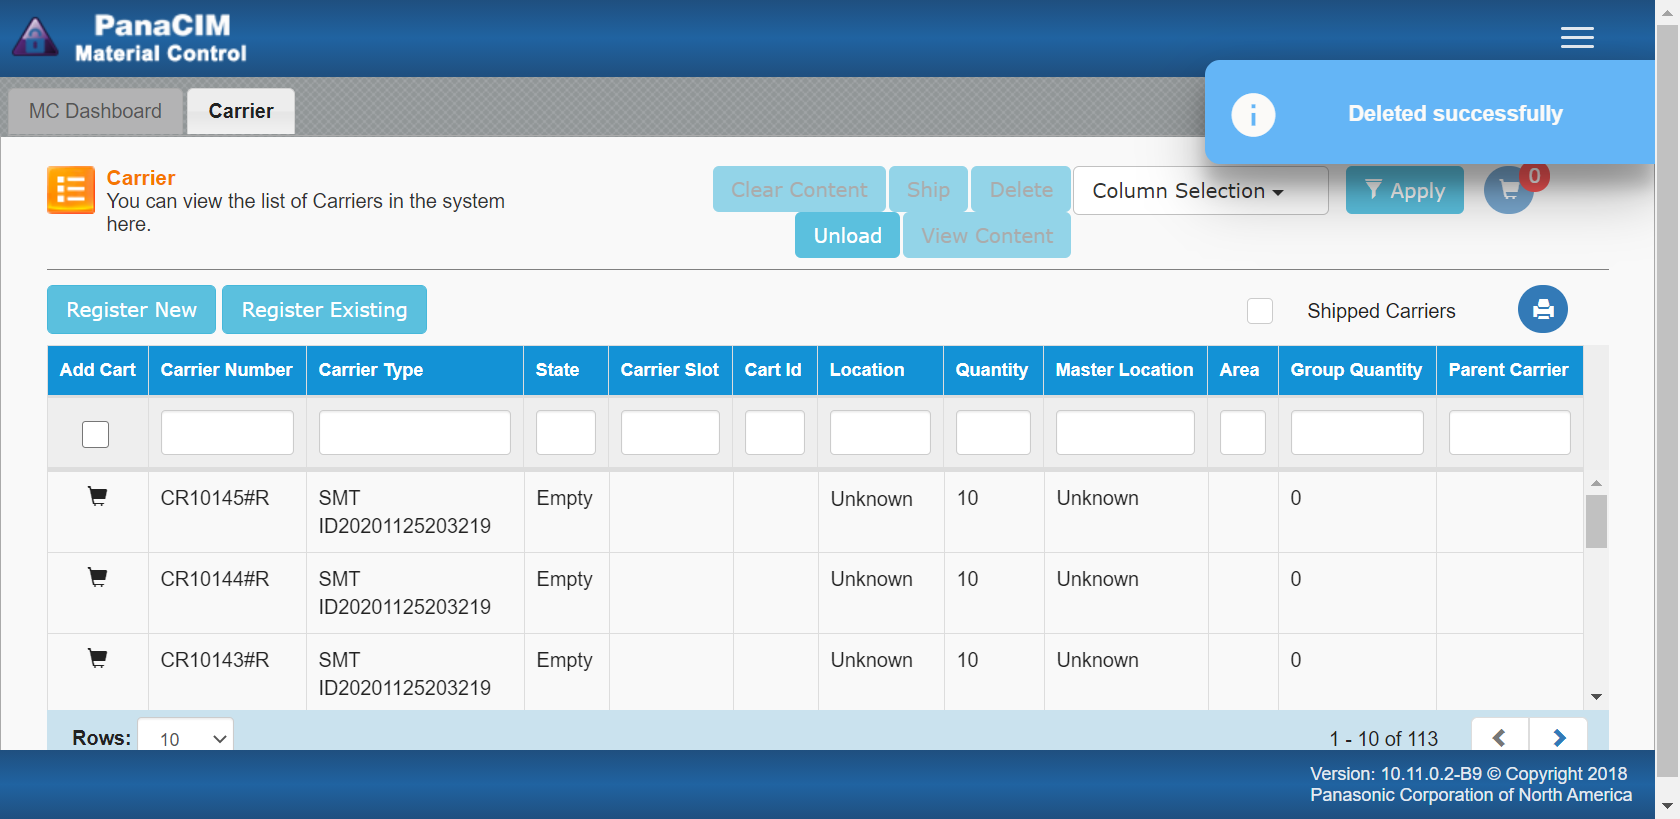 PanaCIM
Material Control
MC Dashboard
Carrier
Deleted successfully
Carrier
You can view the list of Carriers in the system
here.
Clear Content
Ship
Delete
Column Selection
Apply
0
Unload
View Content
Register New
Register Existing
Shipped Carriers
Add Cart Carrier Number Carrier Type State Carrier Slot Cart Id Location Quantity Master Location Area Group Quantity Parent Carrier
CR10145#R SMT Empty Unknown 10 Unknown 0
ID20201125203219
CR10144#R SMT Empty Unknown 10 Unknown 0
ID20201125203219
CR10143#R SMT Empty Unknown 10 Unknown 0
ID20201125203219
Rows: 10
1 - 10 of 113
Version: 10.11.0.2-B9 © Copyright 2018
Panasonic Corporation of North America